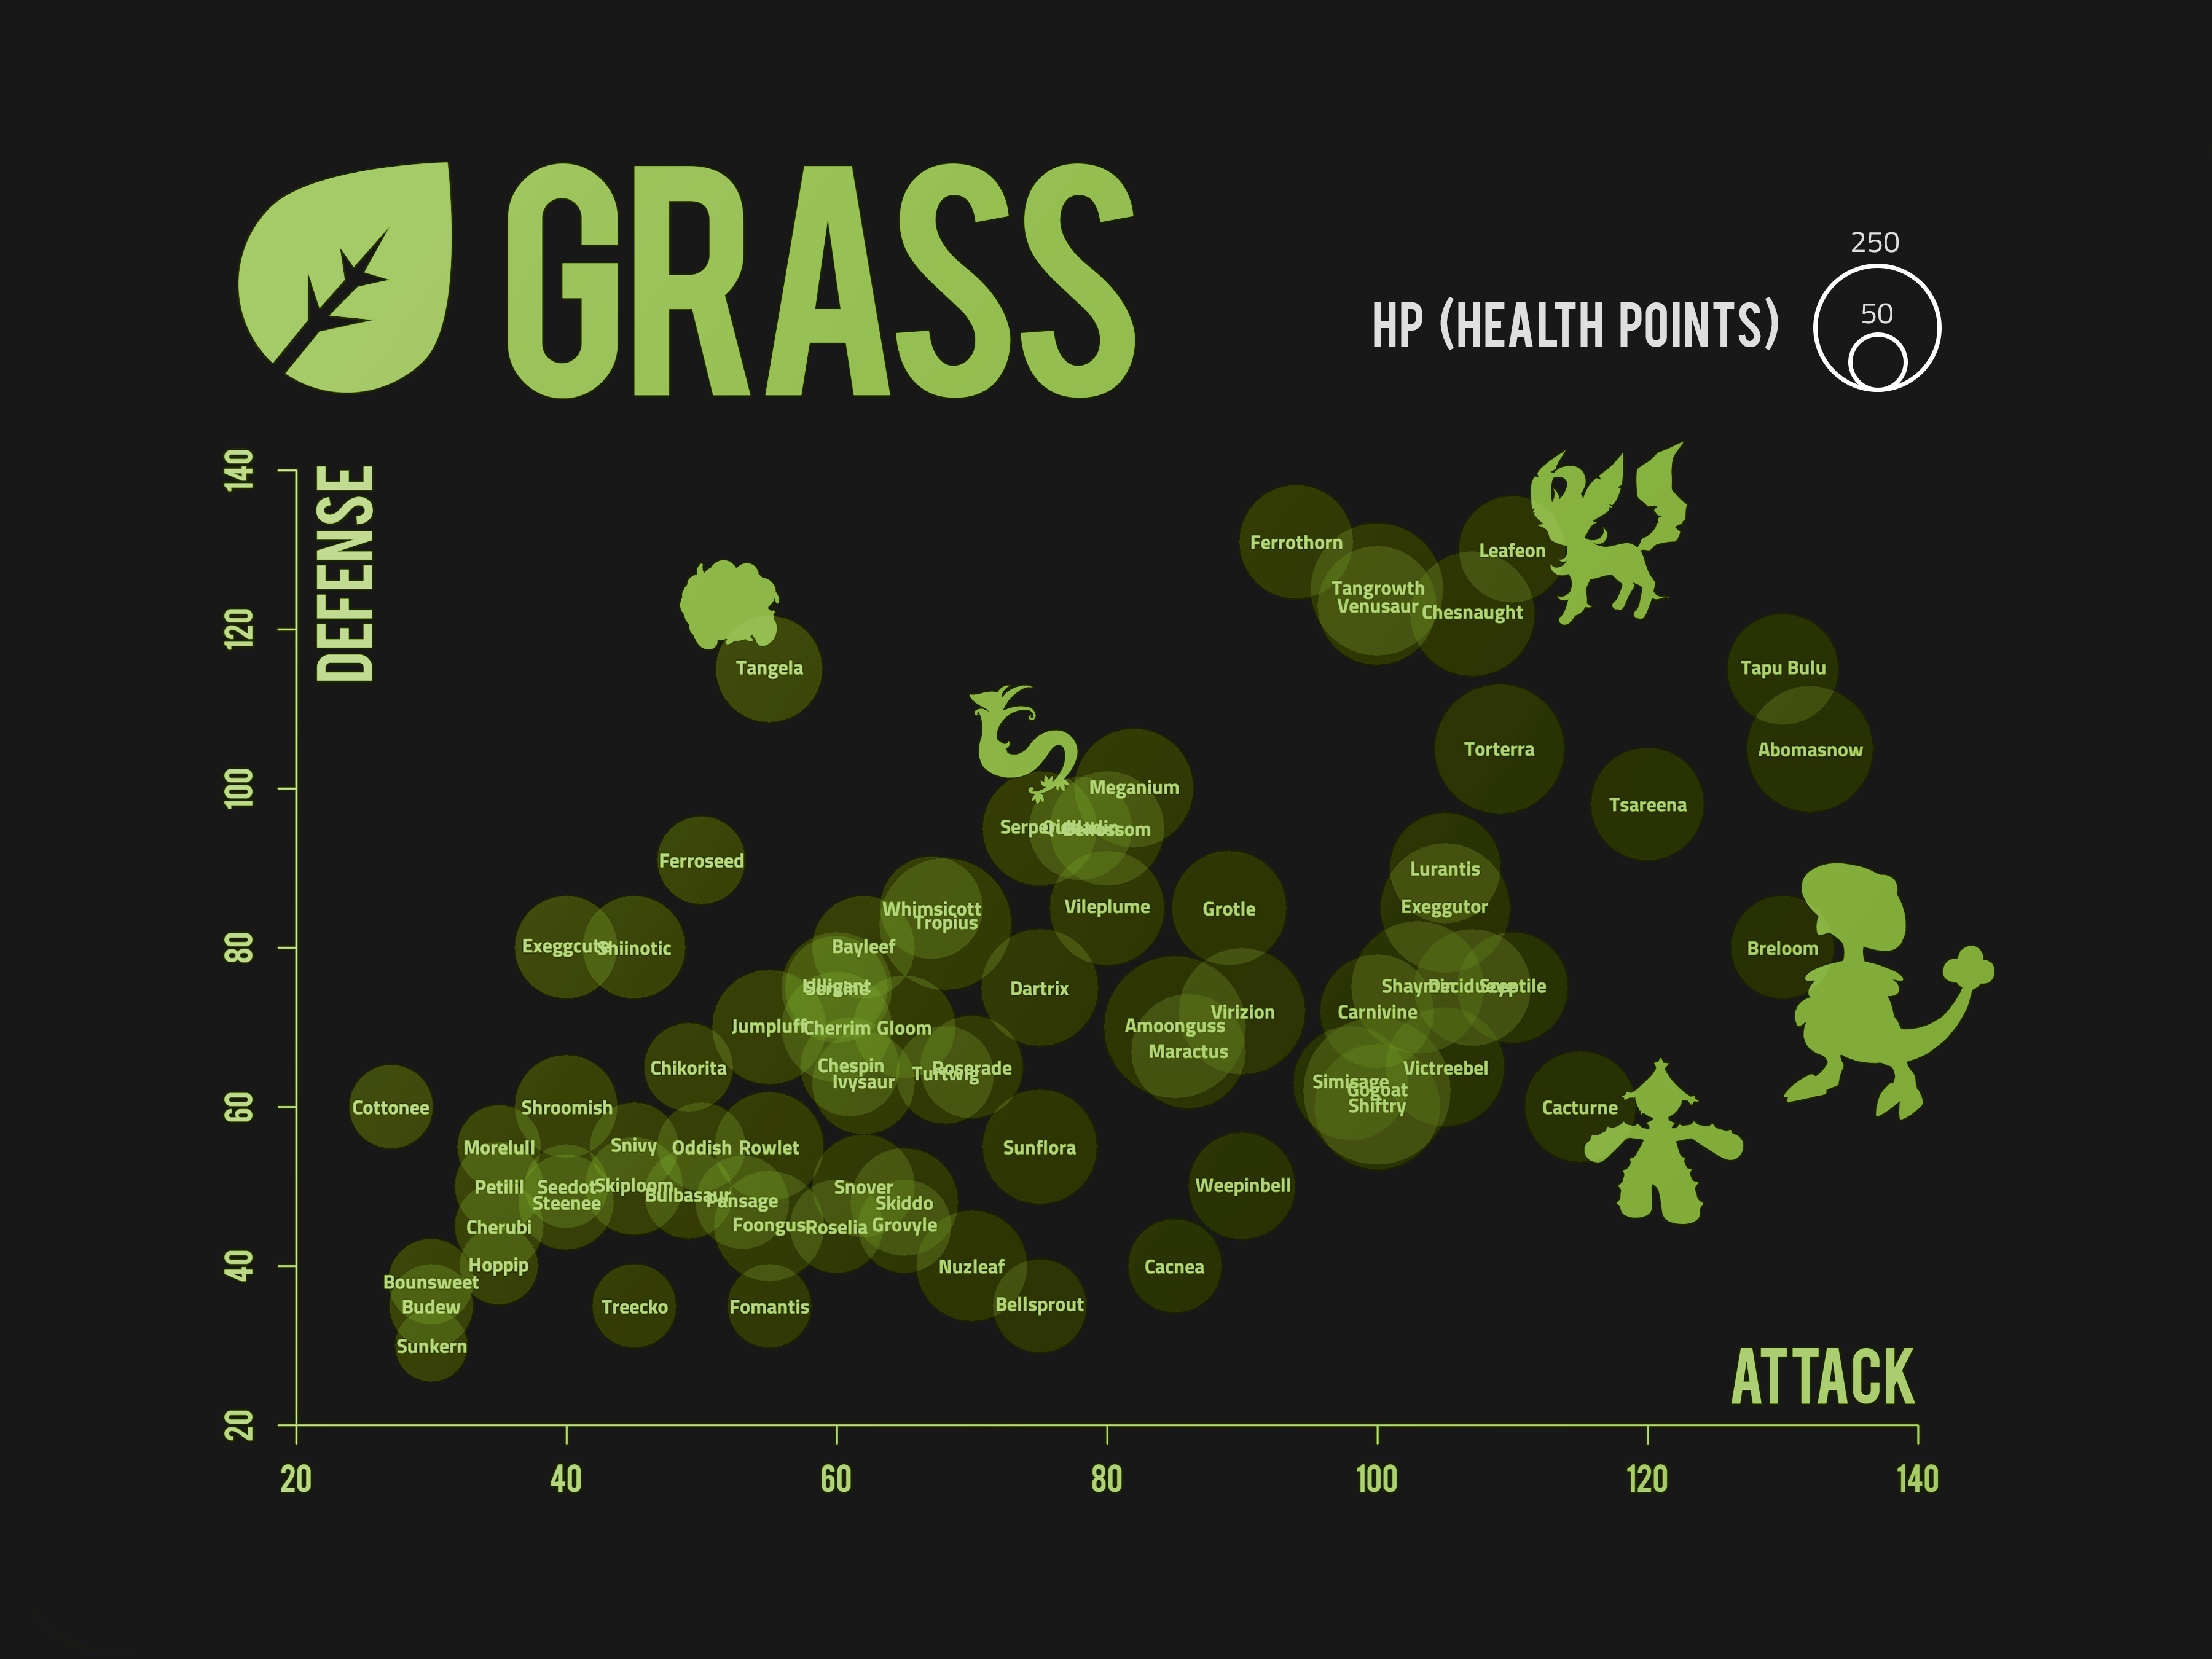 GRASS
250
HP (HEALTH POINTS)
50
DEFENSE
140
120
100
80
60
40
20
Ferrothorn
Leafeon
Tangrowth
Venusaur
Chesnaught
Tangela
Tapu Bulu
Torterra
Abomasnow
Meganium
Tsareena
Ferroseed
Lurantis
Whimsicott
Tropius
Vileplume
Grotle
Exeggutor
Bayleef
Shiinotic
Breloom
Dartrix
Shaymin
Sceptile
Carnivine
Virizion
Jumpluff
Cherrim
Gloom
Amoonguss
Maractus
Chikorita
Chespin
Ivysaur
Turtwig
Roserade
Victreebel
Simisage
Gogoat
Shiftry
Cottonee
Shroomish
Cacturne
Morelull
Snivy
Oddish
Rowlet
Sunflora
Petilil
Seedot
Steenee
Skiploom
Bulbasaur
Pansage
Snover
Skiddo
Weepinbell
Cherubi
Foongus
Roselia
Grovyle
Hoppip
Nuzleaf
Cacnea
Bounsweet
Budew
Treecko
Fomantis
Bellsprout
Sunkern
ATTACK
20
40
60
80
100
120
140